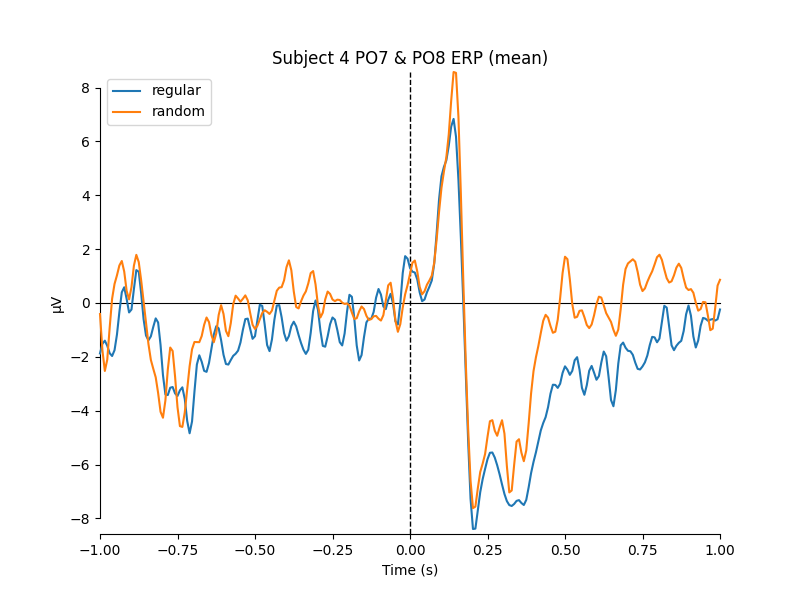 Subject 4 PO7 & PO8 ERP (mean)
regular
random
8
6
4
2
0
−2
−4
−6
−8
µV
−1.00 −0.75 −0.50 −0.25 0.00 0.25 0.50 0.75 1.00
Time (s)